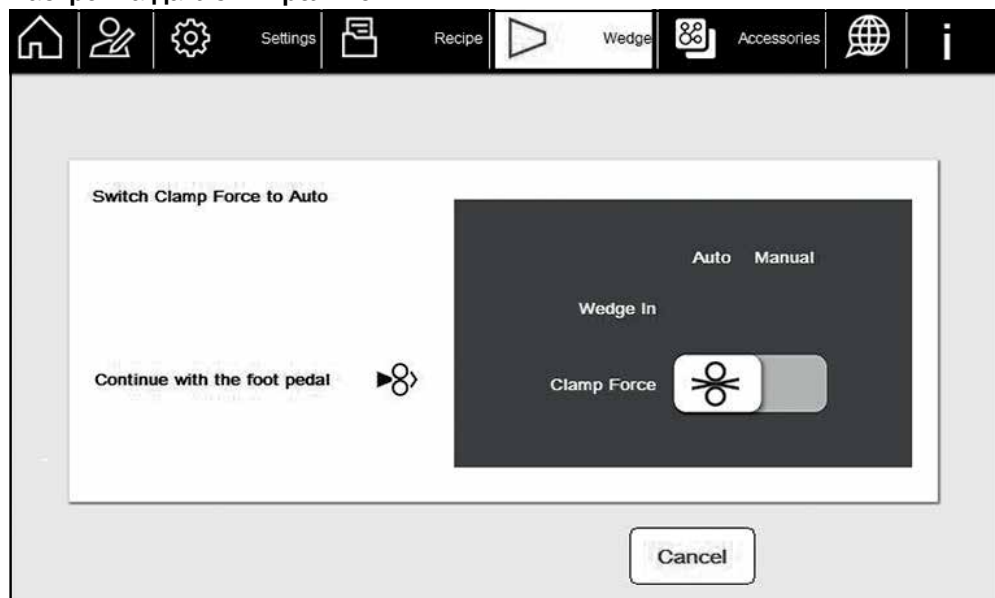 Settings Recipe Wedge Accessories i
Switch Clamp Force to Auto
Auto Manual
Wedge In
Continue with the foot pedal
Clamp Force
Cancel